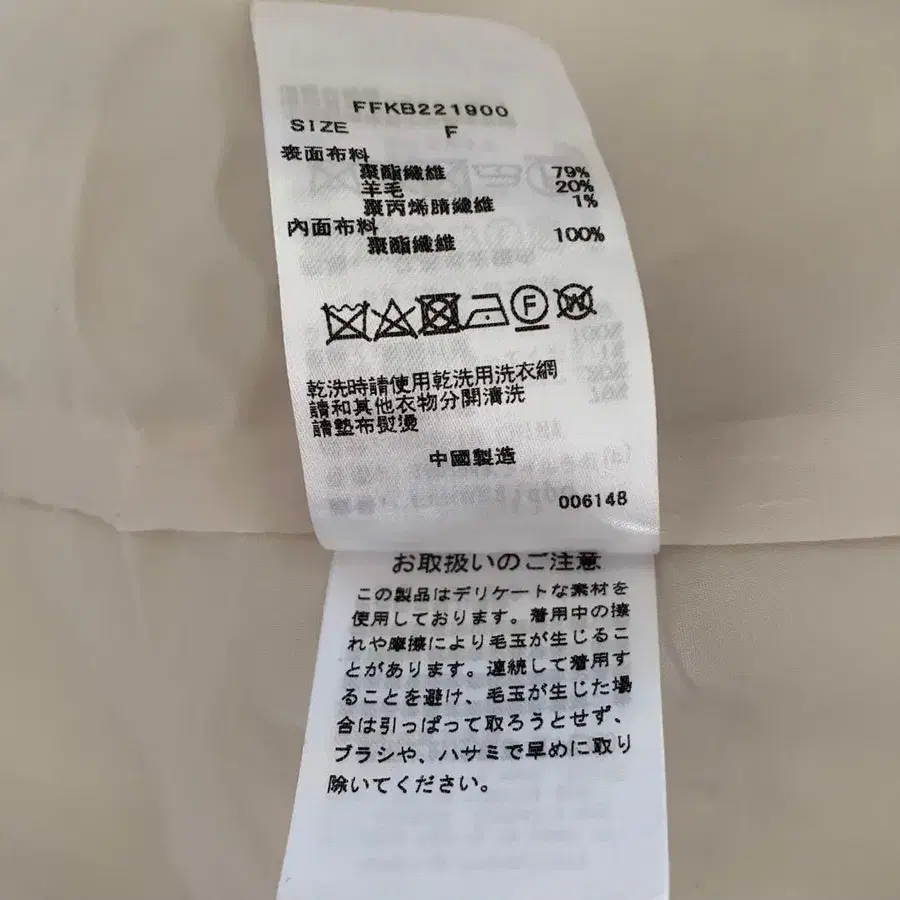 FFKB221900
SIZE F
表面布料
聚酯纖維 79%
羊毛 20%
聚丙烯腈纖維 1%
內面布料
聚酯纖維 100%
F
W
乾洗時請使用乾洗用洗衣網
請和其他衣物分開清洗
請墊布熨燙
中國製造
006148
お取扱いのご注意
この製品はデリケートな素材を
使用しております。着用中の擦
れや摩擦により毛玉が生じるこ
とがあります。連続して着用す
ることを避け、毛玉が生じた場
合は引っぱって取ろうとせず、
ブラシや、ハサミで早めに取り
除いてください。